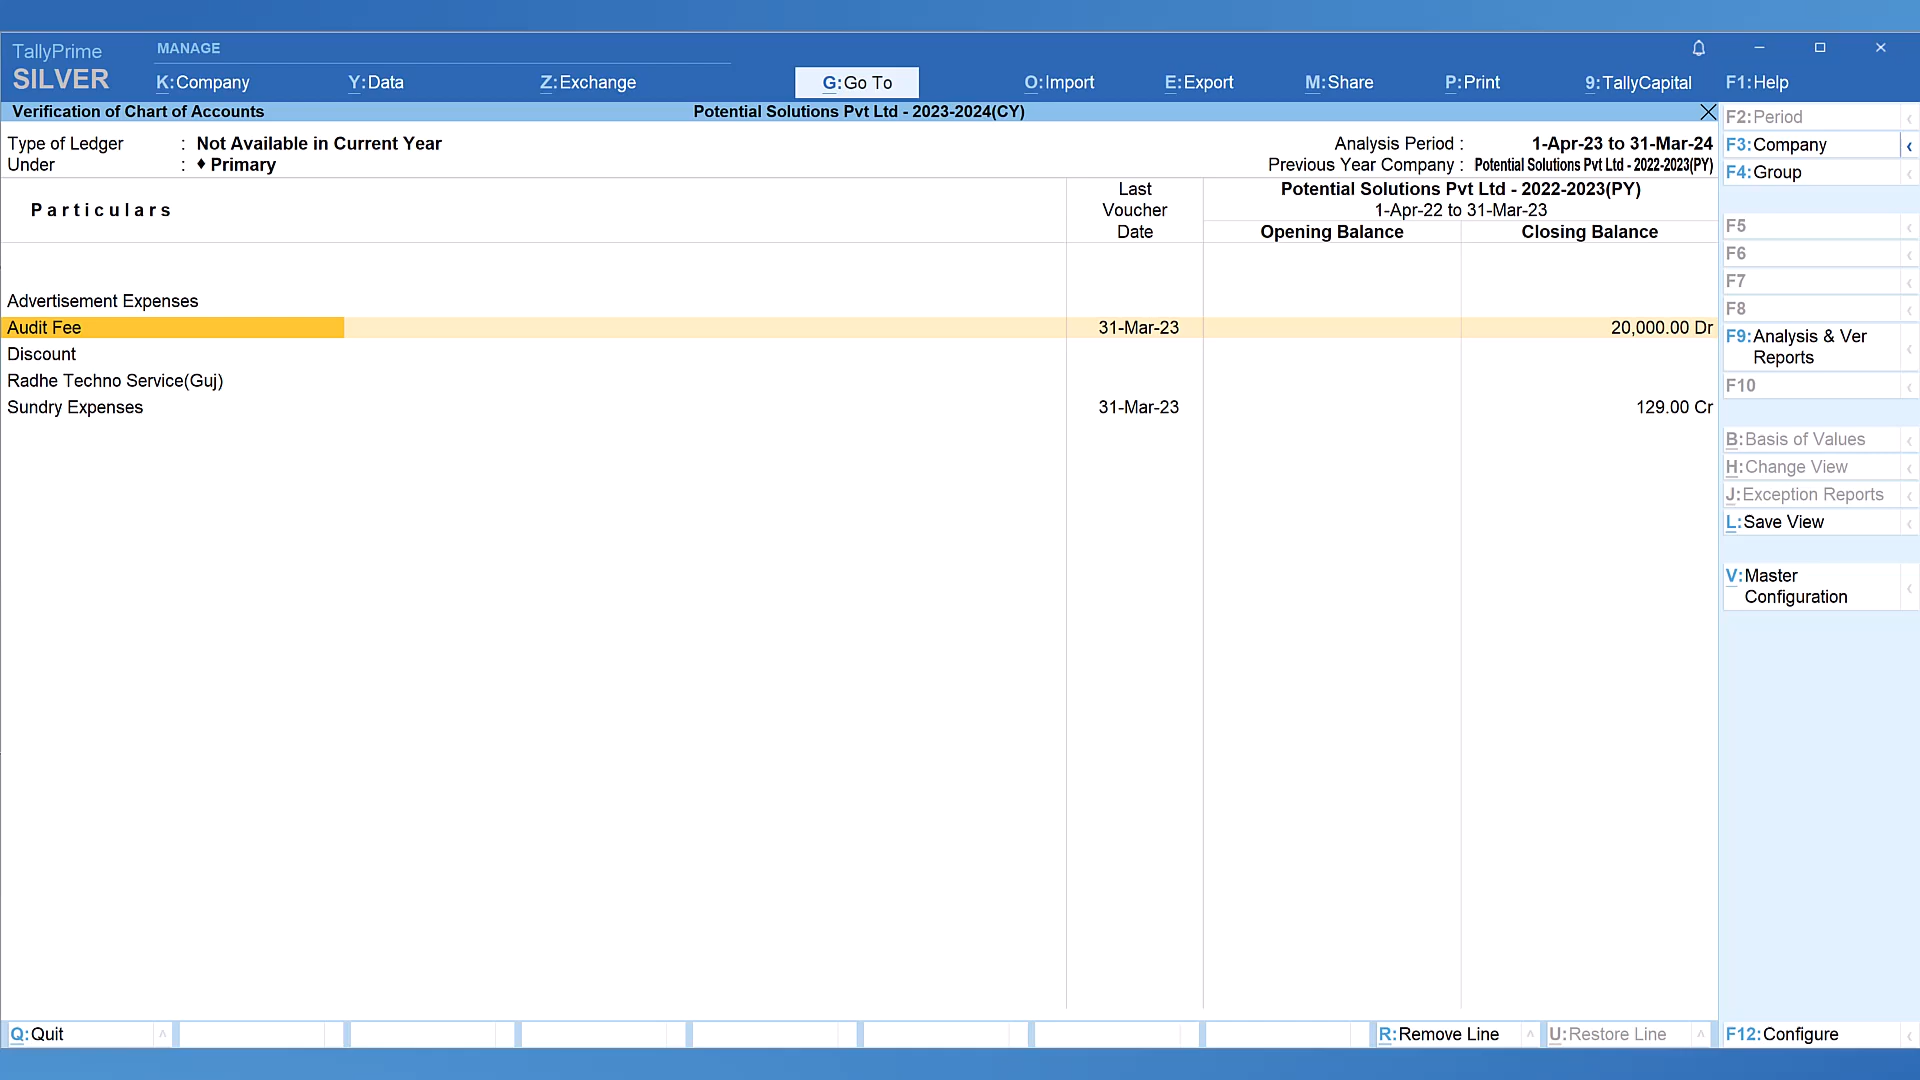 TallyPrime
SILVER
MANAGE
K:Company Y:Data Z:Exchange G:Go To O:Import E:Export M:Share P:Print 9:TallyCapital F1:Help
Verification of Chart of Accounts Potential Solutions Pvt Ltd - 2023-2024(CY)
Type of Ledger : Not Available in Current Year Analysis Period : 1-Apr-23 to 31-Mar-24
Under : ♦ Primary Previous Year Company : Potential Solutions Pvt Ltd - 2022-2023(PY)
Particulars
Last
Voucher
Date
Potential Solutions Pvt Ltd - 2022-2023(PY)
1-Apr-22 to 31-Mar-23
Opening Balance Closing Balance
Advertisement Expenses
Audit Fee 31-Mar-23 20,000.00 Dr
Discount
Radhe Techno Service(Guj)
Sundry Expenses 31-Mar-23 129.00 Cr
F2:Period
F3:Company
F4:Group
F5
F6
F7
F8
F9:Analysis & Ver
Reports
F10
B:Basis of Values
H:Change View
J:Exception Reports
L:Save View
V:Master
Configuration
Q:Quit R:Remove Line U:Restore Line F12:Configure